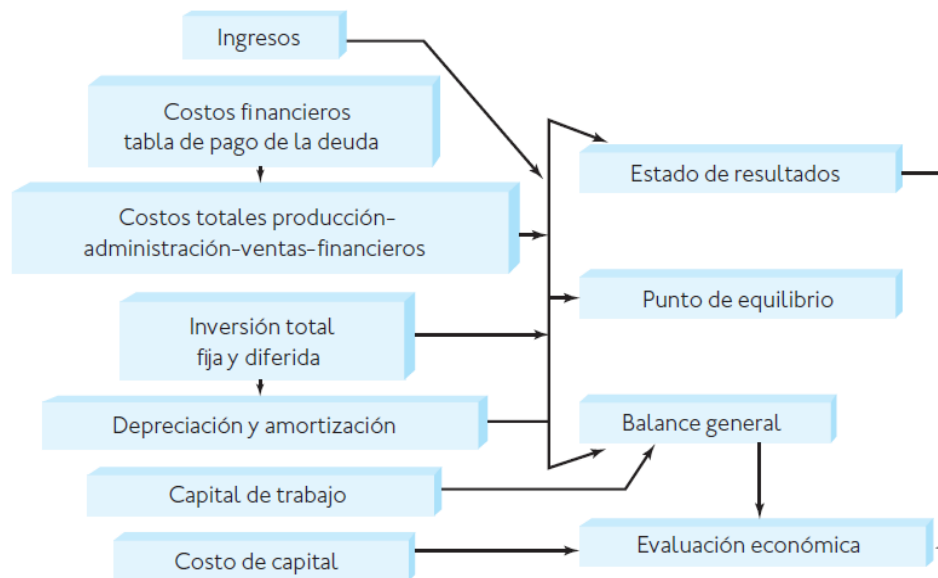 Ingresos
Costos financieros
tabla de pago de la deuda
Estado de resultados
Costos totales producción-
administración-ventas-financieros
Punto de equilibrio
Inversión total
fija y diferida
Depreciación y amortización
Balance general
Capital de trabajo
Evaluación económica
Costo de capital